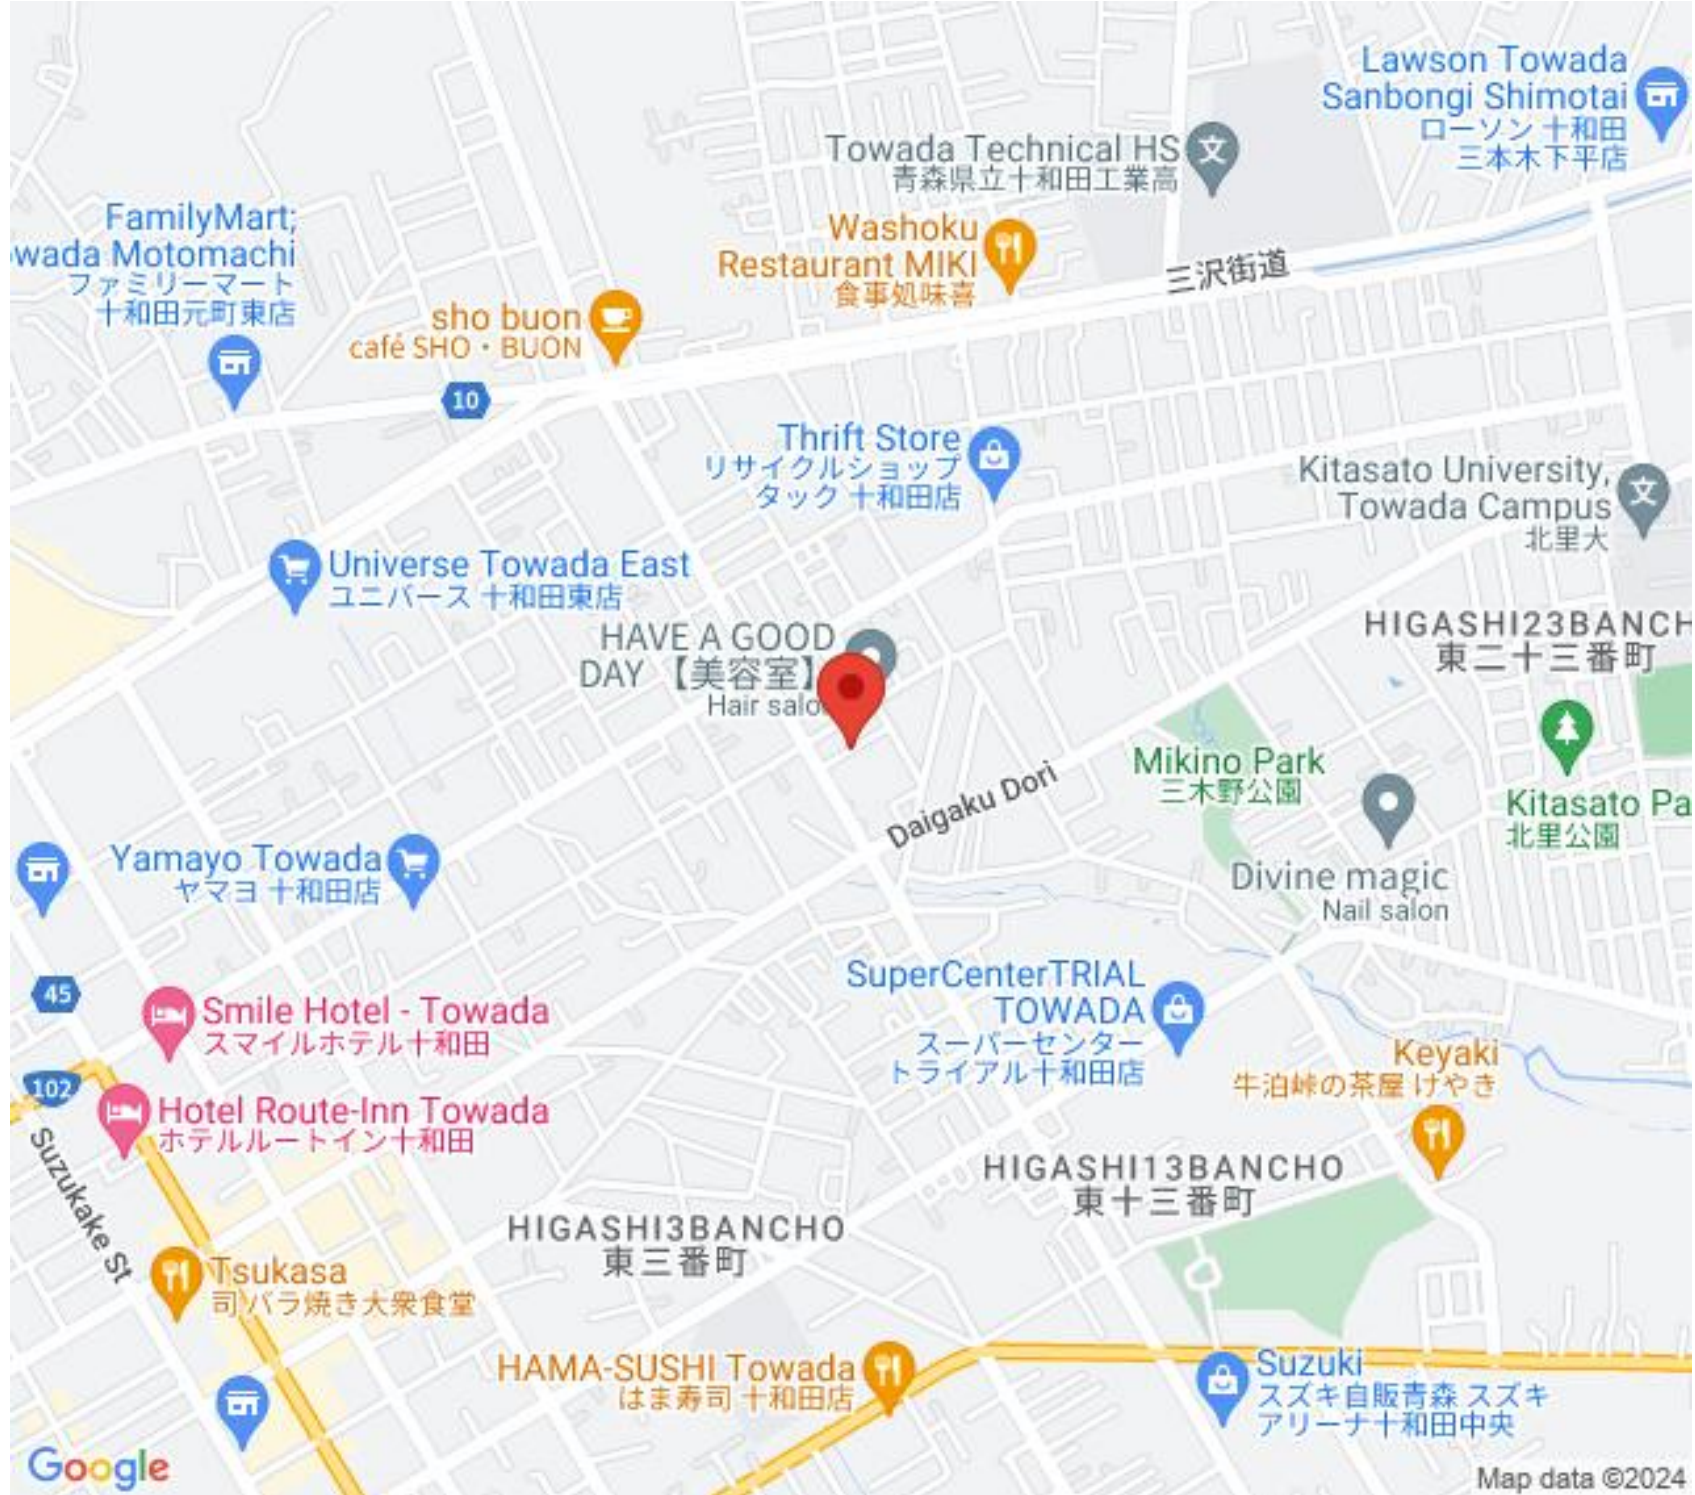 Lawson Towada
Sanbongi Shimotai
ローソン 十和田
三本木下平店
Towada Technical HS
青森県立十和田工業高
文
FamilyMart;
wada Motomachi
ファミリーマート
十和田元町東店
Washoku
Restaurant MIKI
食事処味喜
三沢街道
sho buon
café SHO・BUON
10
Thrift Store
リサイクルショップ
タック 十和田店
Kitasato University,
Towada Campus
北里大
文
Universe Towada East
ユニバース 十和田東店
HAVE A GOOD
DAY 【美容室】
Hair salo
HIGASHI23BANCH
東二十三番町
Mikino Park
三木野公園
Daigaku Dori
Kitasato Pa
北里公園
Yamayo Towada
ヤマヨ 十和田店
Divine magic
Nail salon
45
SuperCenterTRIAL
TOWADA
スーパーセンター
トライアル十和田店
Smile Hotel - Towada
スマイルホテル十和田
Keyaki
牛泊峠の茶屋 けやき
102
Hotel Route-Inn Towada
ホテルルートイン十和田
Suzukake St
HIGASHI13BANCHO
東十三番町
HIGASHI3BANCHO
東三番町
Tsukasa
司 バラ焼き大衆食堂
HAMA-SUSHI Towada
はま寿司 十和田店
Suzuki
スズキ自販青森 スズキ
アリーナ十和田中央
Google
Map data ©2024